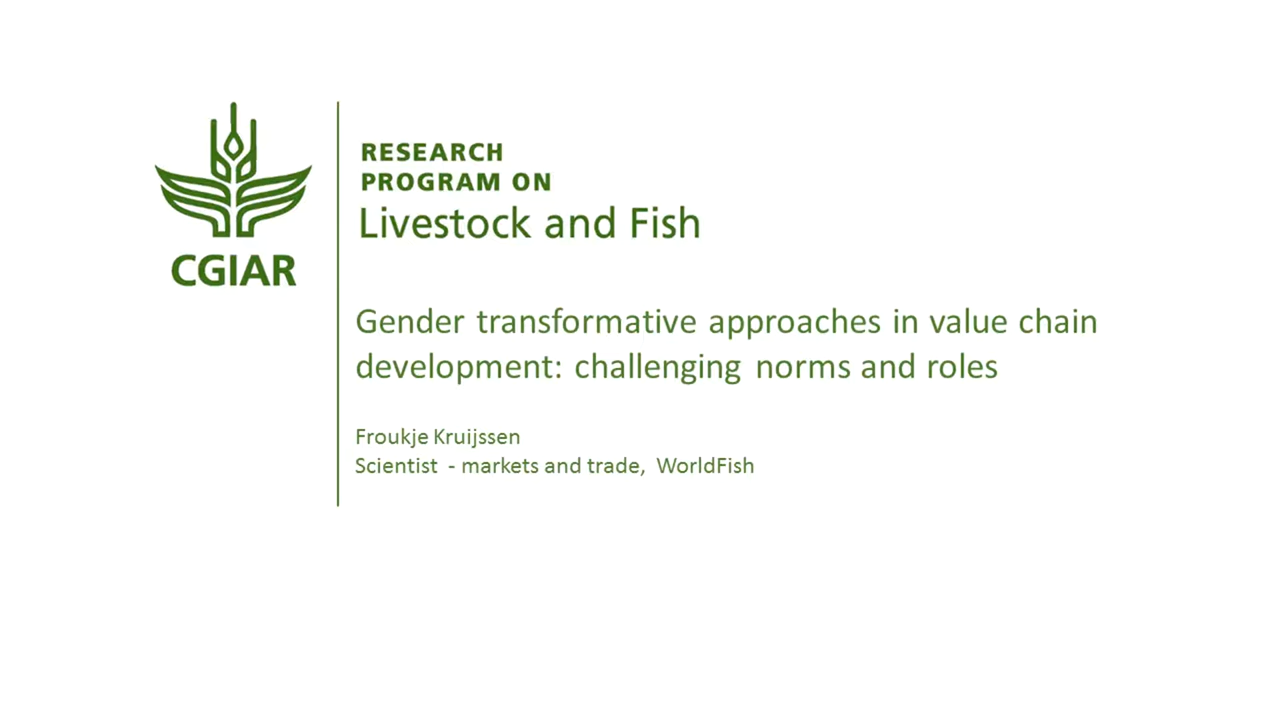 RESEARCH
PROGRAM ON
Livestock and Fish
CGIAR
Gender transformative approaches in value chain
development: challenging norms and roles
Froukje Kruijssen
Scientist - markets and trade, WorldFish